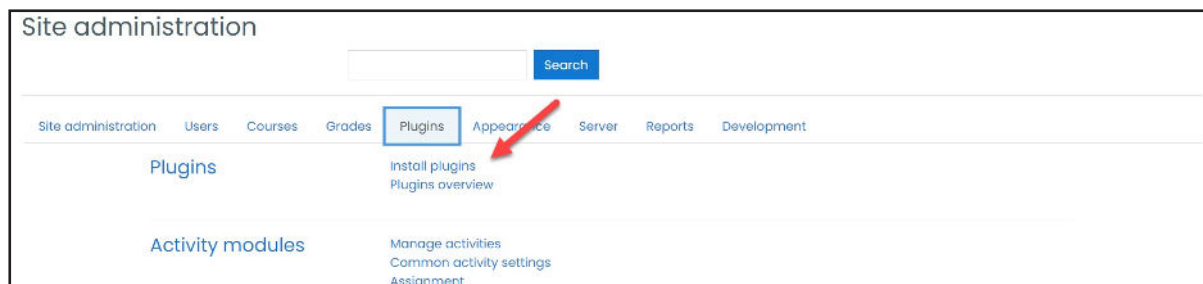 Site administration
Search
Site administration Users Courses Grades Plugins Appearance Server Reports Development
Plugins Install plugins
Plugins overview
Activity modules Manage activities
Common activity settings
Assignment